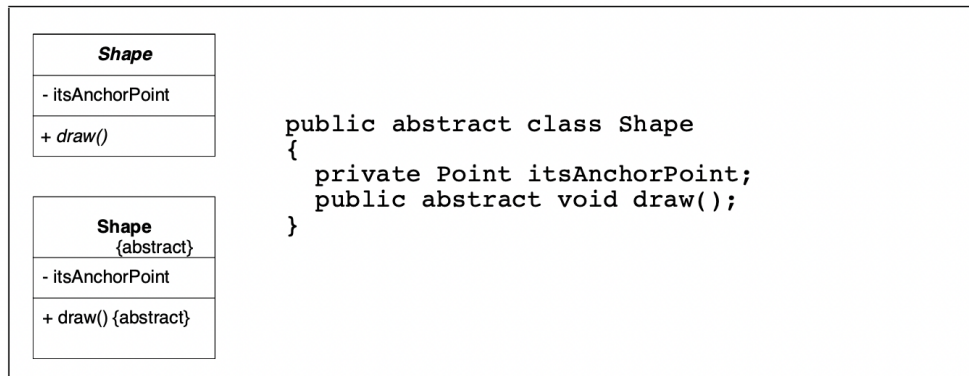 Shape
- itsAnchorPoint
+ draw()
Shape
{abstract}
- itsAnchorPoint
+ draw() {abstract}
public abstract class Shape
{
private Point itsAnchorPoint;
public abstract void draw();
}